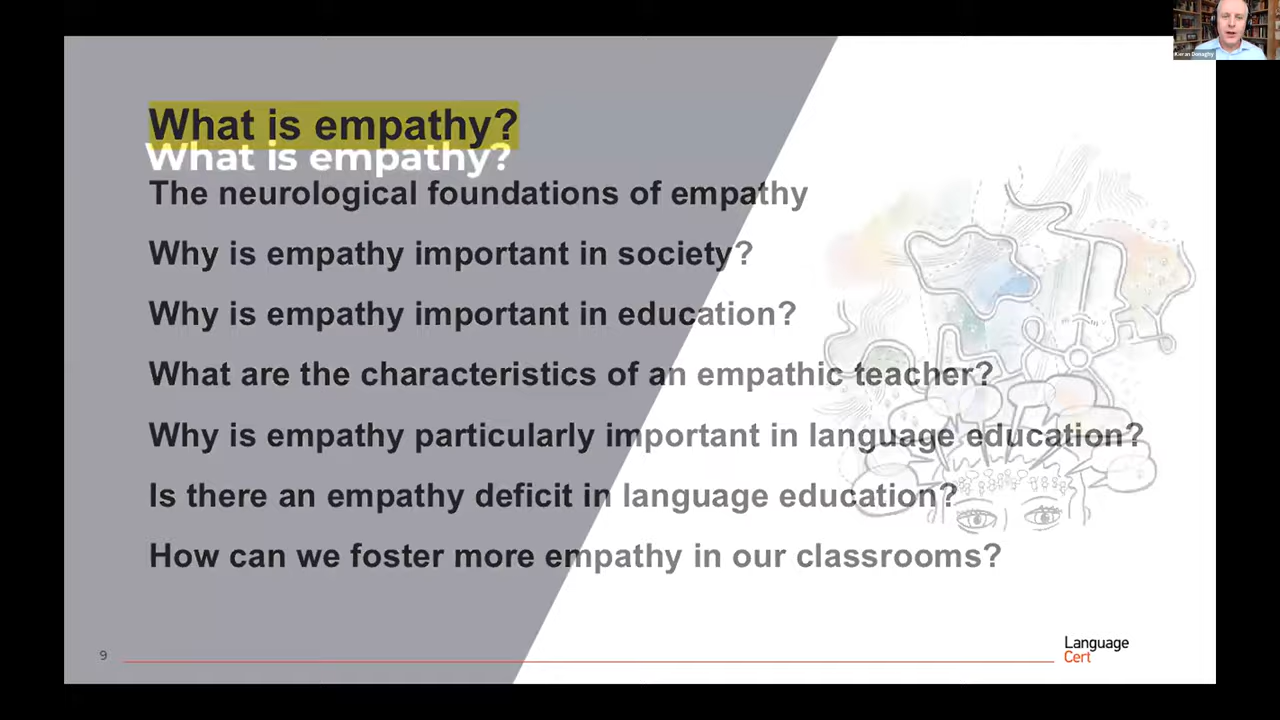 Kieran Donaghy
What is empathy?
What is empathy?
The neurological foundations of empathy
Why is empathy important in society?
Why is empathy important in education?
What are the characteristics of an empathic teacher?
Why is empathy particularly important in language education?
Is there an empathy deficit in language education?
How can we foster more empathy in our classrooms?
9
Language
Cert